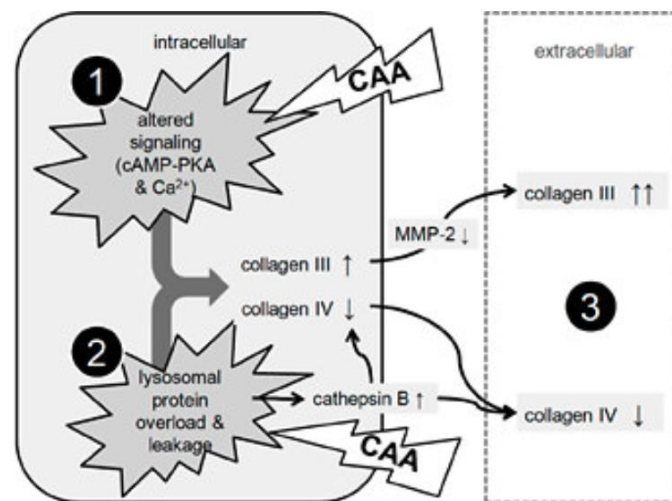 intracellular
extracellular
1
CAA
altered
signaling
(cAMP-PKA
& Ca²⁺)
collagen III ↑↑
MMP-2 ↓
collagen III ↑
collagen IV ↓
3
2
lysosomal
protein
overload &
leakage
cathepsin B ↑
collagen IV ↓
CAA